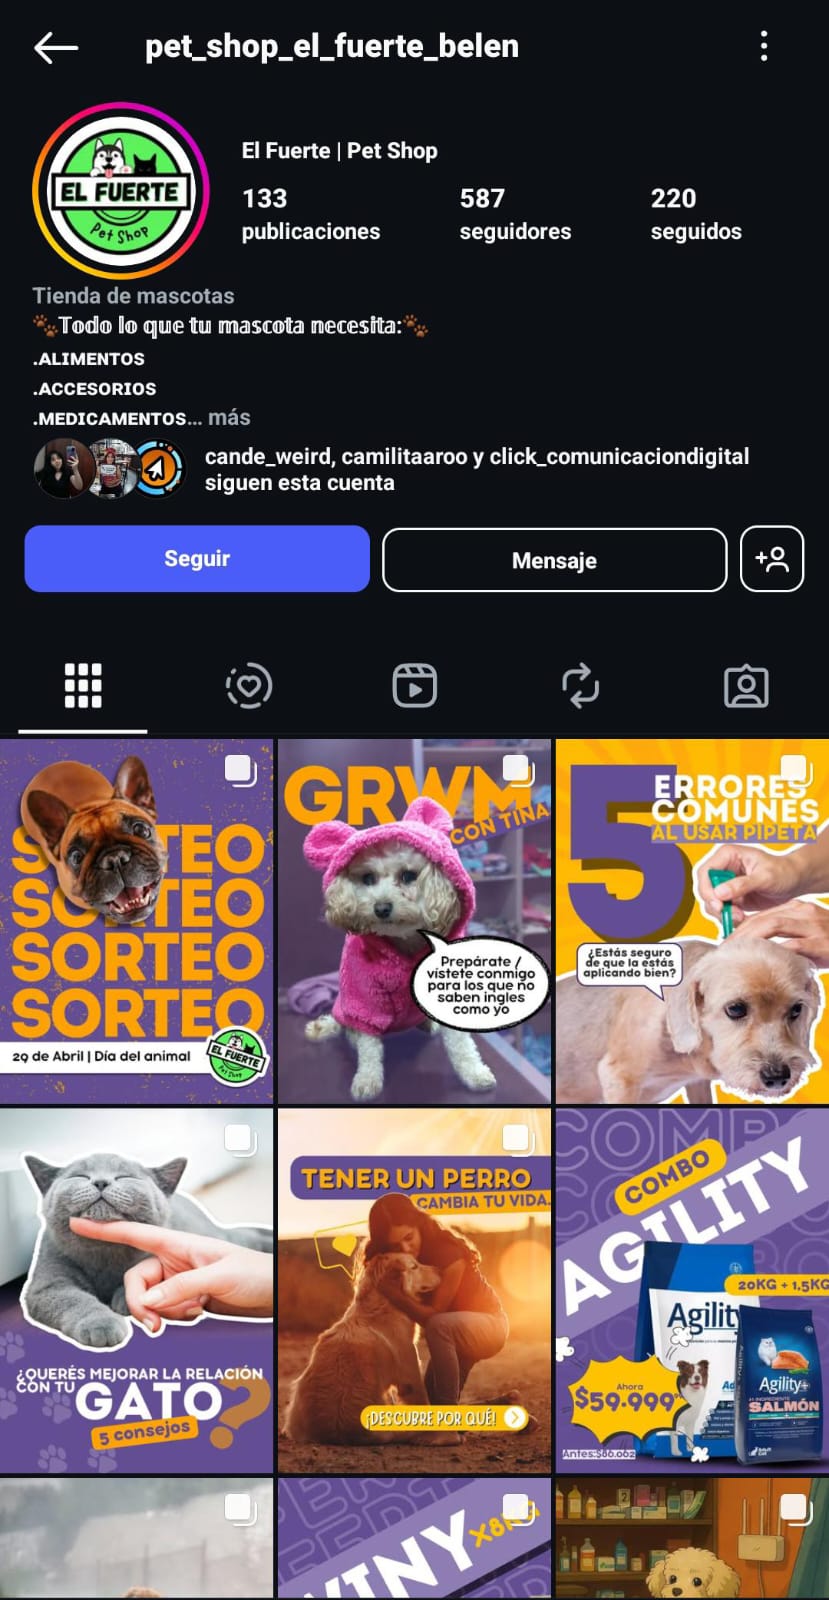 pet_shop_el_fuerte_belen
EL FUERTE
Pet Shop
El Fuerte | Pet Shop
133
publicaciones
587
seguidores
220
seguidos
Tienda de mascotas
🐾𝕋𝕠𝕕𝕠 𝕝𝕠 𝕢𝕦𝕖 𝕥𝕦 𝕞𝕒𝕤𝕔𝕠𝕥𝕒 𝕟𝕖𝕔𝕖𝕤𝕚𝕥𝕒:🐾
.ALIMENTOS
.ACCESORIOS
.MEDICAMENTOS... más
cande_weird, camilitaaroo y click_comunicaciondigital
siguen esta cuenta
Seguir
Mensaje
SORTEO
SORTEO
SORTEO
SORTEO
29 de Abril | Día del animal
EL FUERTE
Pet Shop
GRWM
CON TINA
Prepárate /
vístete conmigo
para los que no
saben ingles
como yo
5
ERRORES
COMUNES
AL USAR PIPETA
¿Estás seguro
de que la estás
aplicando bien?
¿QUERÉS MEJORAR LA RELACIÓN
CON TU
GATO
?
5 consejos
TENER UN PERRO
CAMBIA TU VIDA.
¡DESCUBRE POR QUÉ!
COMBO
AGILITY
20KG + 1,5KG
Agility
Ad
Agility+
SALMÓN
Ahora
$59.999
Antes:$80.062
X8KG
VINY